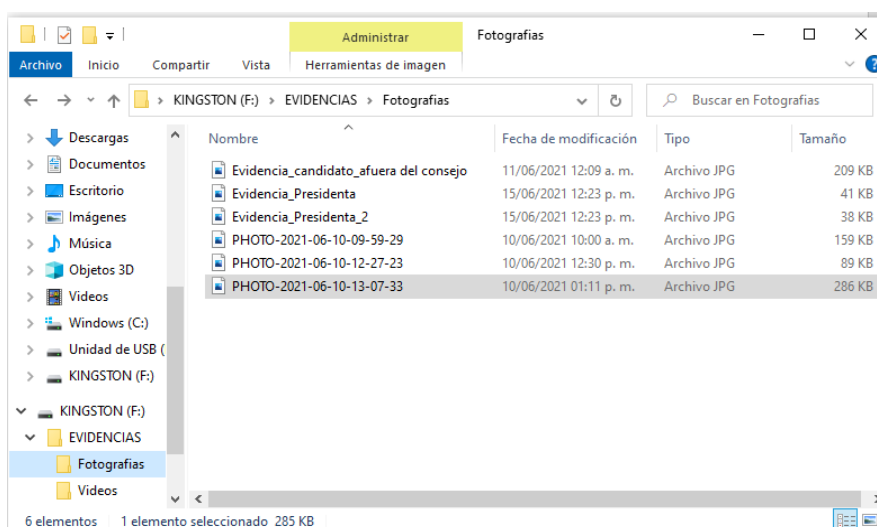 Administrar
Fotografias
Archivo
Inicio
Compartir
Vista
Herramientas de imagen
KINGSTON (F:) > EVIDENCIAS > Fotografias
Buscar en Fotografias
Descargas
Documentos
Escritorio
Imágenes
Música
Objetos 3D
Videos
Windows (C:)
Unidad de USB (
KINGSTON (F:)
KINGSTON (F:)
EVIDENCIAS
Fotografias
Videos
Nombre Fecha de modificación Tipo Tamaño
Evidencia_candidato_afuera del consejo 11/06/2021 12:09 a. m. Archivo JPG 209 KB
Evidencia_Presidenta 15/06/2021 12:23 p. m. Archivo JPG 41 KB
Evidencia_Presidenta_2 15/06/2021 12:23 p. m. Archivo JPG 38 KB
PHOTO-2021-06-10-09-59-29 10/06/2021 10:00 a. m. Archivo JPG 159 KB
PHOTO-2021-06-10-12-27-23 10/06/2021 12:30 p. m. Archivo JPG 89 KB
PHOTO-2021-06-10-13-07-33 10/06/2021 01:11 p. m. Archivo JPG 286 KB
6 elementos 1 elemento seleccionado 285 KB